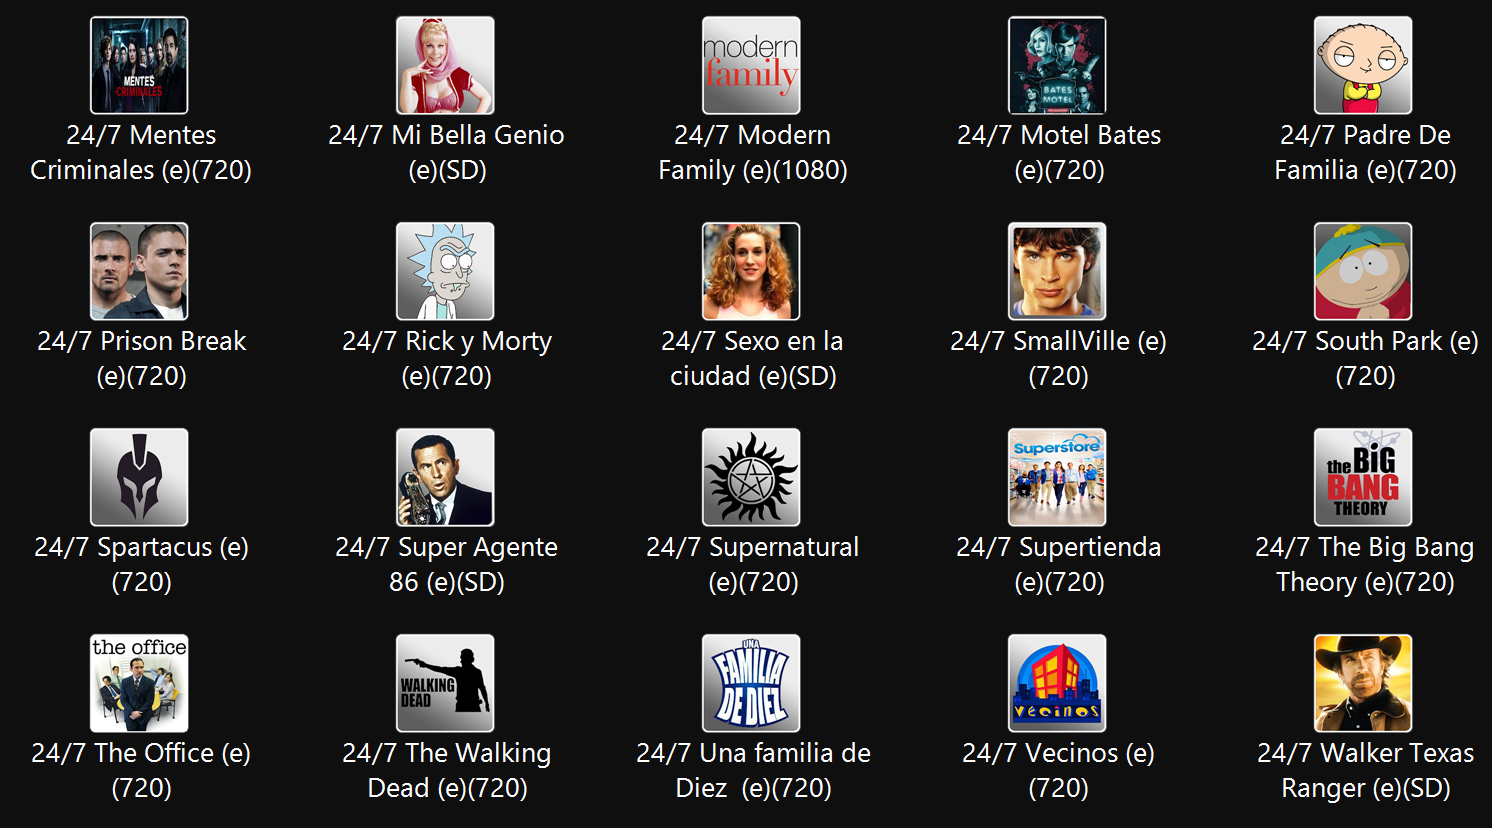 MENTES
CRIMINALES
24/7 Mentes
Criminales (e)(720)
24/7 Mi Bella Genio
(e)(SD)
modern
family
24/7 Modern
Family (e)(1080)
BATES
MOTEL
24/7 Motel Bates
(e)(720)
24/7 Padre De
Familia (e)(720)
24/7 Prison Break
(e)(720)
24/7 Rick y Morty
(e)(720)
24/7 Sexo en la
ciudad (e)(SD)
24/7 SmallVille (e)
(720)
24/7 South Park (e)
(720)
24/7 Spartacus (e)
(720)
24/7 Super Agente
86 (e)(SD)
24/7 Supernatural
(e)(720)
Superstore
24/7 Supertienda
(e)(720)
the BiG
BANG
THEORY
24/7 The Big Bang
Theory (e)(720)
the office
24/7 The Office (e)
(720)
WALKING
DEAD
24/7 The Walking
Dead (e)(720)
UNA
FAMILIA
DE DIEZ
24/7 Una familia de
Diez  (e)(720)
vecinos
24/7 Vecinos (e)
(720)
24/7 Walker Texas
Ranger (e)(SD)